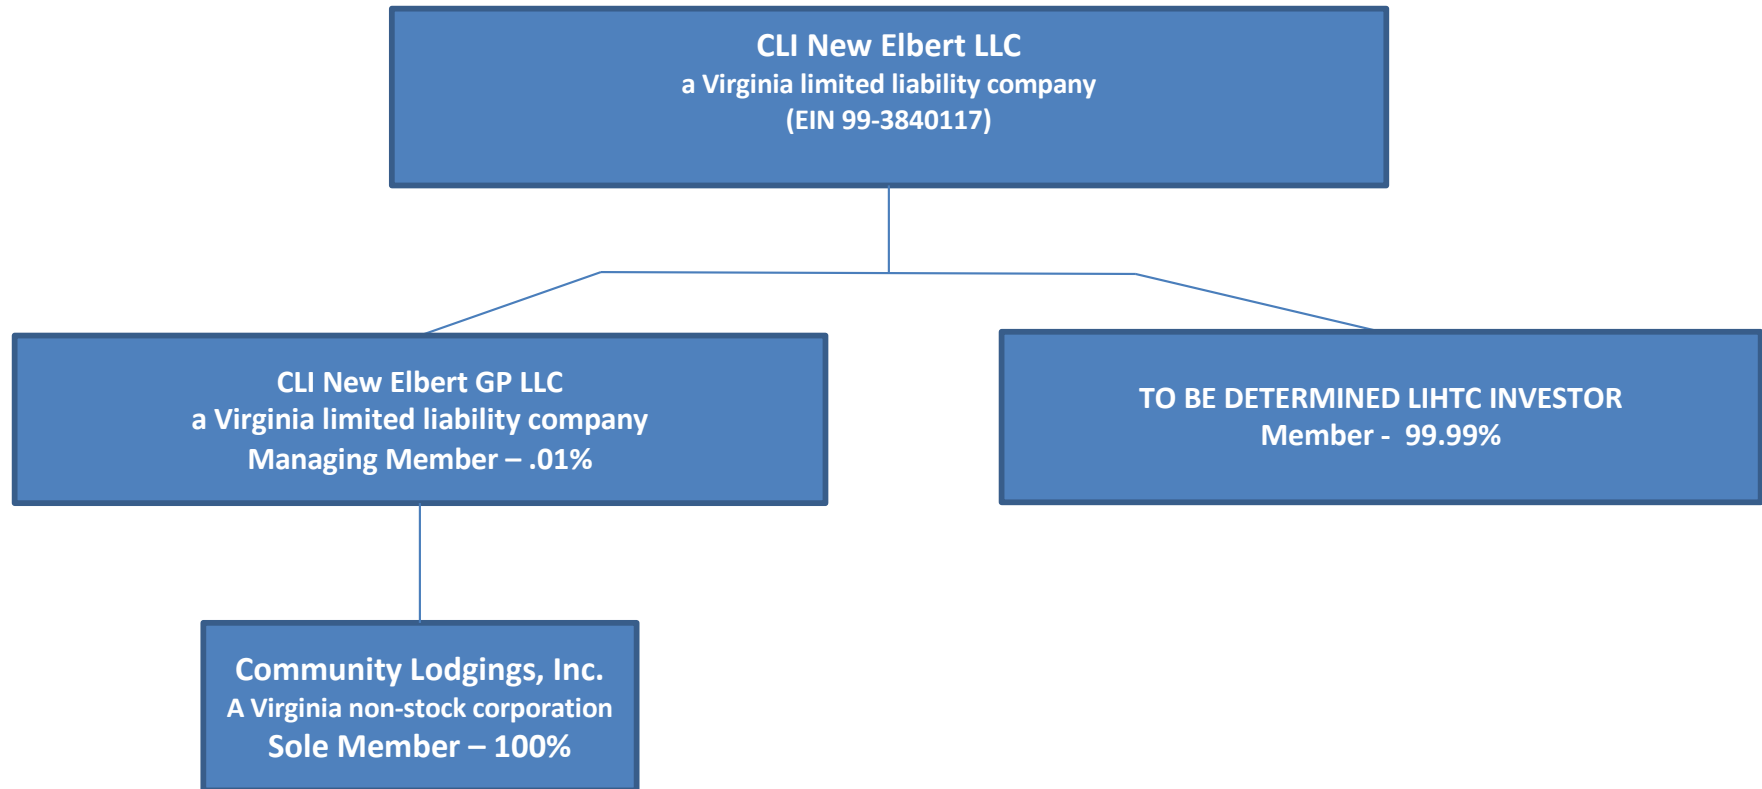 CLI New Elbert LLC
a Virginia limited liability company
(EIN 99-3840117)
CLI New Elbert GP LLC
a Virginia limited liability company
Managing Member – .01%
TO BE DETERMINED LIHTC INVESTOR
Member - 99.99%
Community Lodgings, Inc.
A Virginia non-stock corporation
Sole Member – 100%